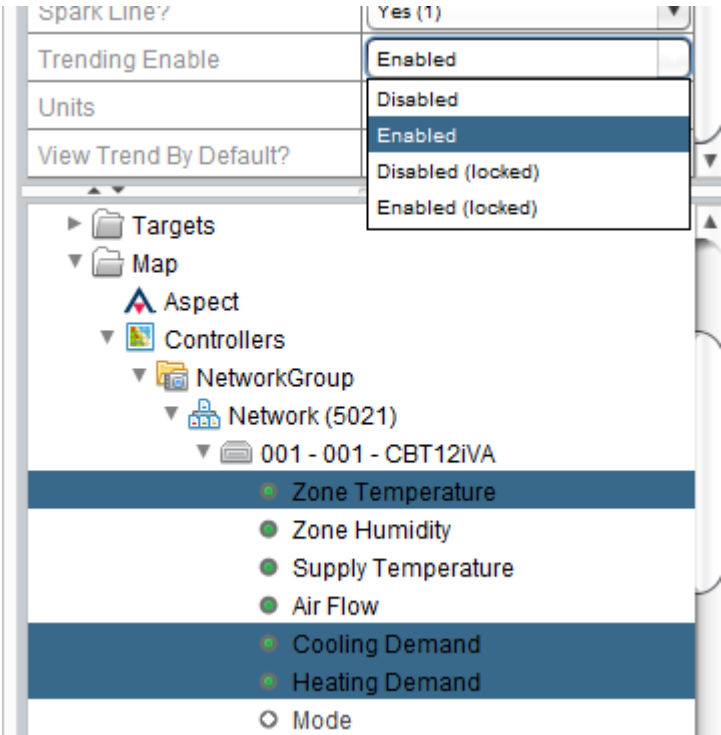 Spark Line?
Yes (1)
Trending Enable
Enabled
Units
Disabled
Enabled
View Trend By Default?
Disabled (locked)
Enabled (locked)
Targets
Map
Aspect
Controllers
NetworkGroup
Network (5021)
001 - 001 - CBT12iVA
Zone Temperature
Zone Humidity
Supply Temperature
Air Flow
Cooling Demand
Heating Demand
Mode